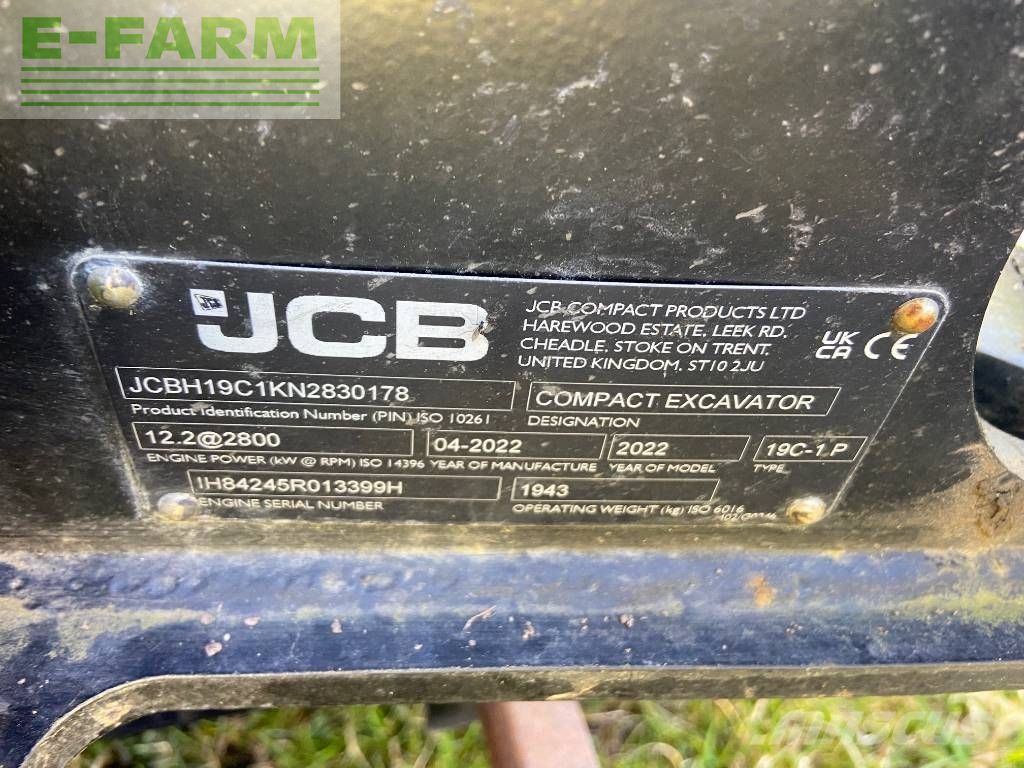 E-FARM
JCB
JCB COMPACT PRODUCTS LTD
HAREWOOD ESTATE, LEEK RD,
CHEADLE, STOKE ON TRENT,
UNITED KINGDOM, ST10 2JU
UK
CA CE
JCBH19C1KN2830178
Product Identification Number (PIN) ISO 10261
COMPACT EXCAVATOR
DESIGNATION
12.2@2800
ENGINE POWER (kW @ RPM) ISO 14396
04-2022
YEAR OF MANUFACTURE
2022
YEAR OF MODEL
19C-1.P
TYPE
IH84245R013399H
ENGINE SERIAL NUMBER
1943
OPERATING WEIGHT (kg) ISO 6016